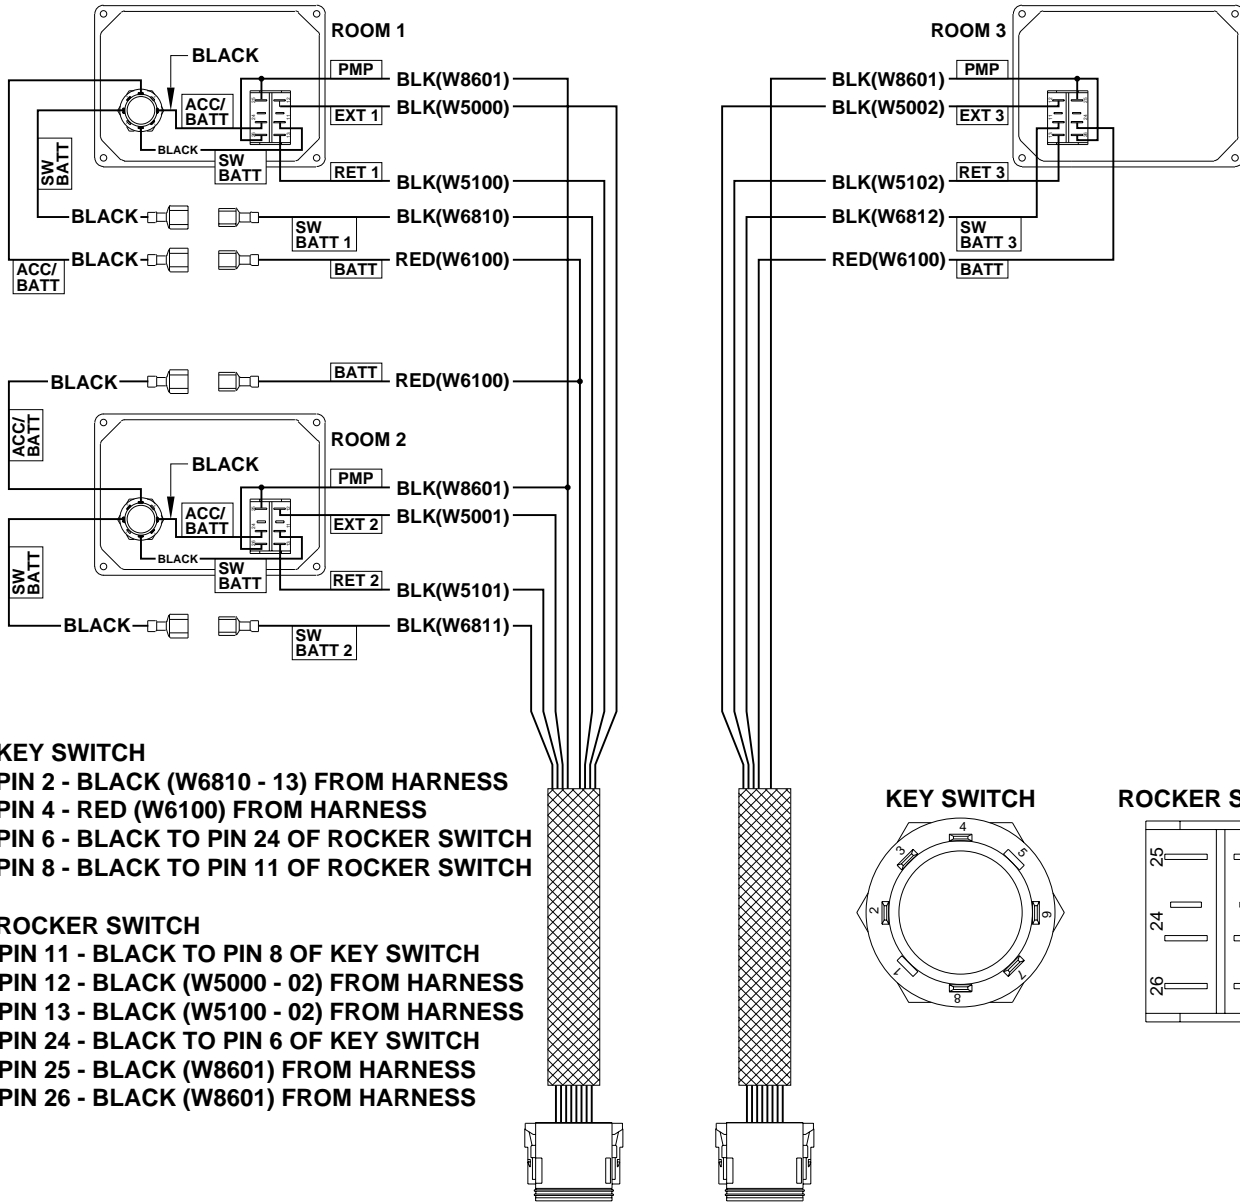 ROOM 1
BLACK
PMP
BLK(W8601)
ACC/
BATT
EXT 1
BLK(W5000)
BLACK
SW
BATT
SW
BATT
RET 1
BLK(W5100)
BLACK
SW
BATT 1
BLK(W6810)
ACC/
BATT
BLACK
BATT
RED(W6100)
ROOM 3
BLK(W8601)
PMP
BLK(W5002)
EXT 3
BLK(W5102)
RET 3
BLK(W6812)
SW
BATT 3
RED(W6100)
BATT
BLACK
BATT
RED(W6100)
ACC/
BATT
ROOM 2
BLACK
PMP
BLK(W8601)
ACC/
BATT
EXT 2
BLK(W5001)
BLACK
SW
BATT
SW
BATT
RET 2
BLK(W5101)
BLACK
SW
BATT 2
BLK(W6811)
KEY SWITCH
PIN 2 - BLACK (W6810 - 13) FROM HARNESS
PIN 4 - RED (W6100) FROM HARNESS
PIN 6 - BLACK TO PIN 24 OF ROCKER SWITCH
PIN 8 - BLACK TO PIN 11 OF ROCKER SWITCH
ROCKER SWITCH
PIN 11 - BLACK TO PIN 8 OF KEY SWITCH
PIN 12 - BLACK (W5000 - 02) FROM HARNESS
PIN 13 - BLACK (W5100 - 02) FROM HARNESS
PIN 24 - BLACK TO PIN 6 OF KEY SWITCH
PIN 25 - BLACK (W8601) FROM HARNESS
PIN 26 - BLACK (W8601) FROM HARNESS
KEY SWITCH
1
2
3
4
5
6
7
8
ROCKER S
25
24
26